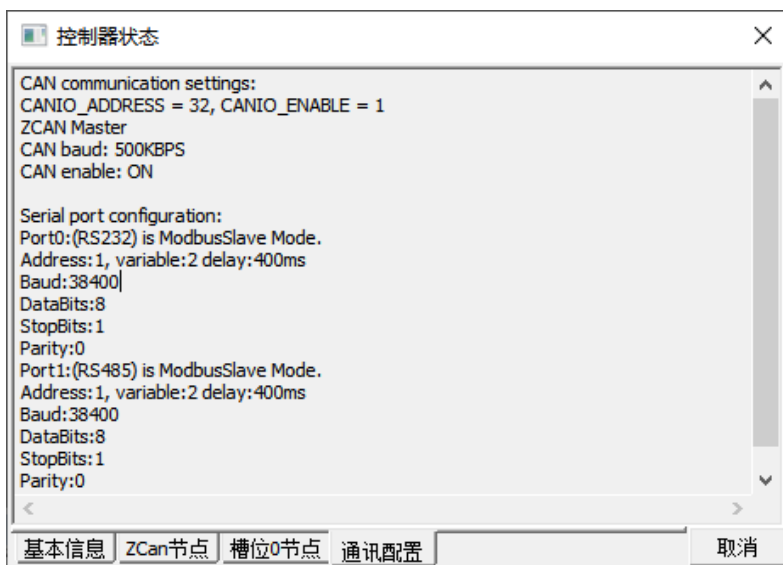 控制器状态
CAN communication settings:
CANIO_ADDRESS = 32, CANIO_ENABLE = 1
ZCAN Master
CAN baud: 500KBPS
CAN enable: ON
Serial port configuration:
Port0:(RS232) is ModbusSlave Mode.
Address:1, variable:2 delay:400ms
Baud:38400
DataBits:8
StopBits:1
Parity:0
Port1:(RS485) is ModbusSlave Mode.
Address:1, variable:2 delay:400ms
Baud:38400
DataBits:8
StopBits:1
Parity:0
基本信息 ZCan节点 槽位0节点 通讯配置 取消